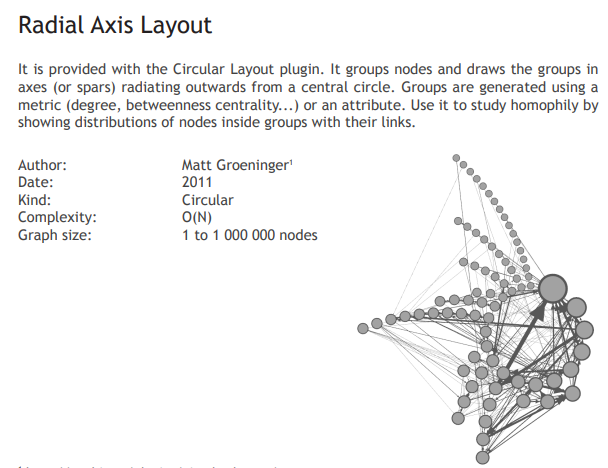 Radial Axis Layout
It is provided with the Circular Layout plugin. It groups nodes and draws the groups in
axes (or spars) radiating outwards from a central circle. Groups are generated using a
metric (degree, betweenness centrality...) or an attribute. Use it to study homophily by
showing distributions of nodes inside groups with their links.
Author: Matt Groeninger¹
Date: 2011
Kind: Circular
Complexity: O(N)
Graph size: 1 to 1 000 000 nodes